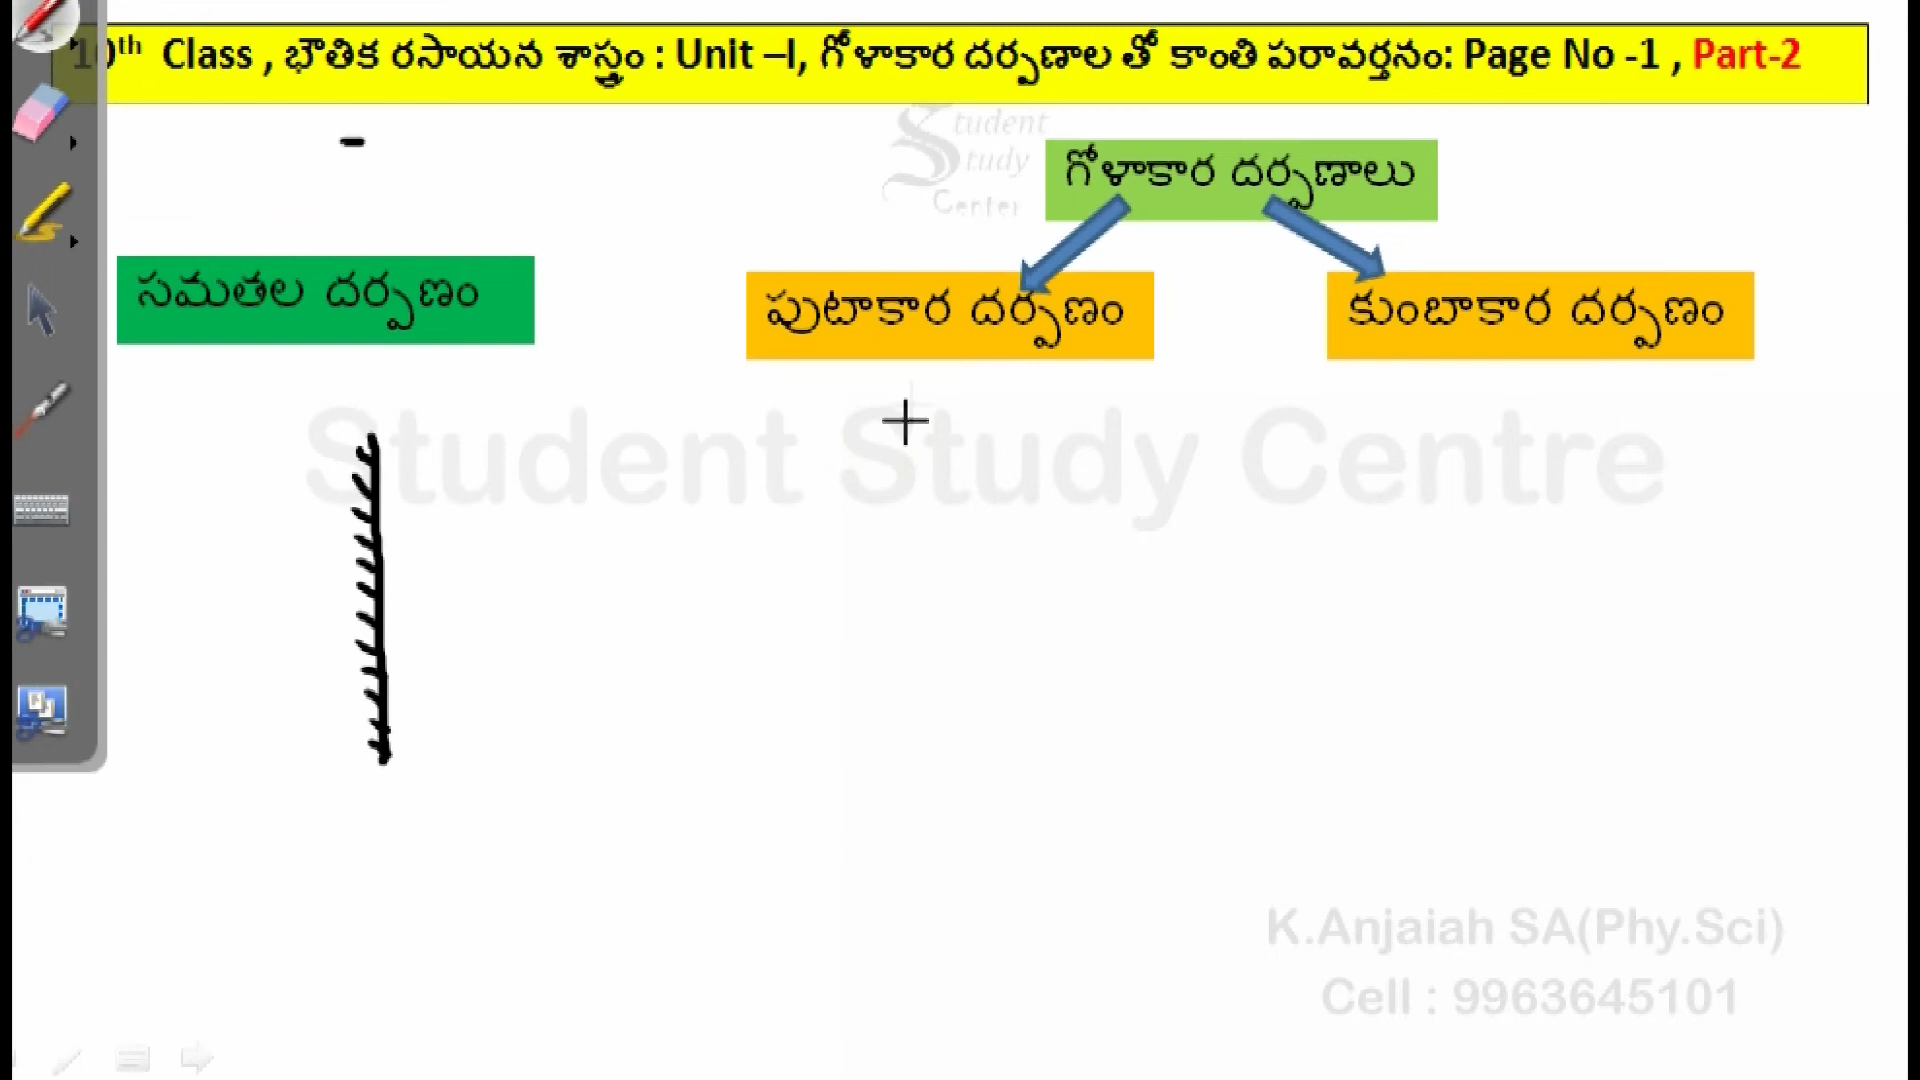 10th Class , భౌతిక రసాయన శాస్త్రం : Unit –I, గోళాకార దర్పణాల తో కాంతి పరావర్తనం: Page No -1 , Part-2
Student
Study
Center
గోళాకార దర్పణాలు
సమతల దర్పణం
పుటాకార దర్పణం
కుంబాకార దర్పణం
Student Study Centre
K.Anjaiah SA(Phy.Sci)
Cell : 9963645101